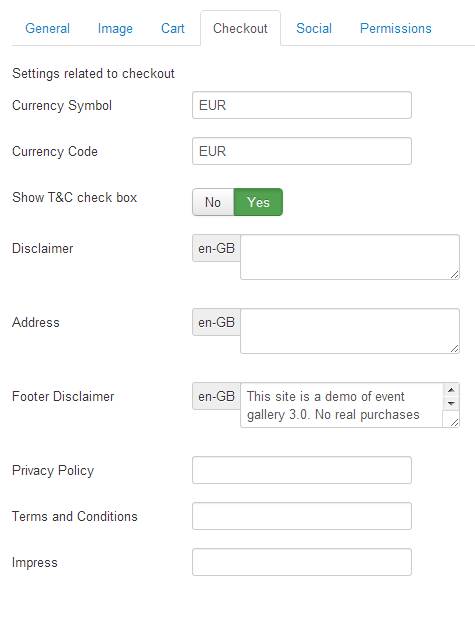 General Image Cart Checkout Social Permissions
Settings related to checkout
Currency Symbol EUR
Currency Code EUR
Show T&C check box No Yes
Disclaimer en-GB
Address en-GB
Footer Disclaimer en-GB This site is a demo of event
gallery 3.0. No real purchases
Privacy Policy
Terms and Conditions
Impress